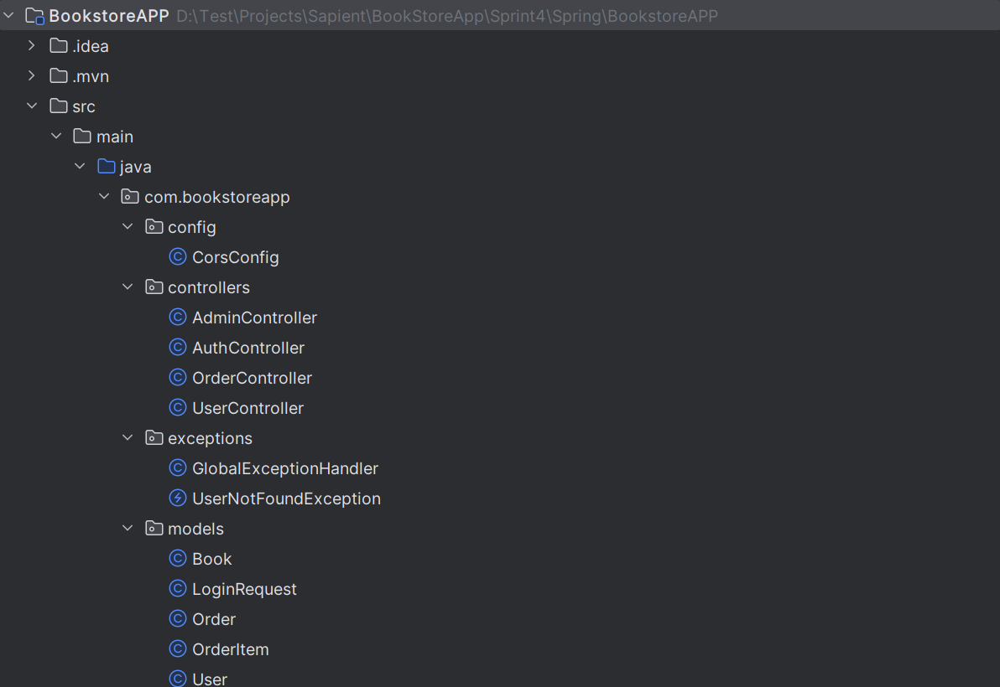 BookstoreAPP D:\Test\Projects\Sapient\BookStoreApp\Sprint4\Spring\BookstoreAPP
.idea
.mvn
src
main
java
com.bookstoreapp
config
CorsConfig
controllers
AdminController
AuthController
OrderController
UserController
exceptions
GlobalExceptionHandler
UserNotFoundException
models
Book
LoginRequest
Order
OrderItem
User